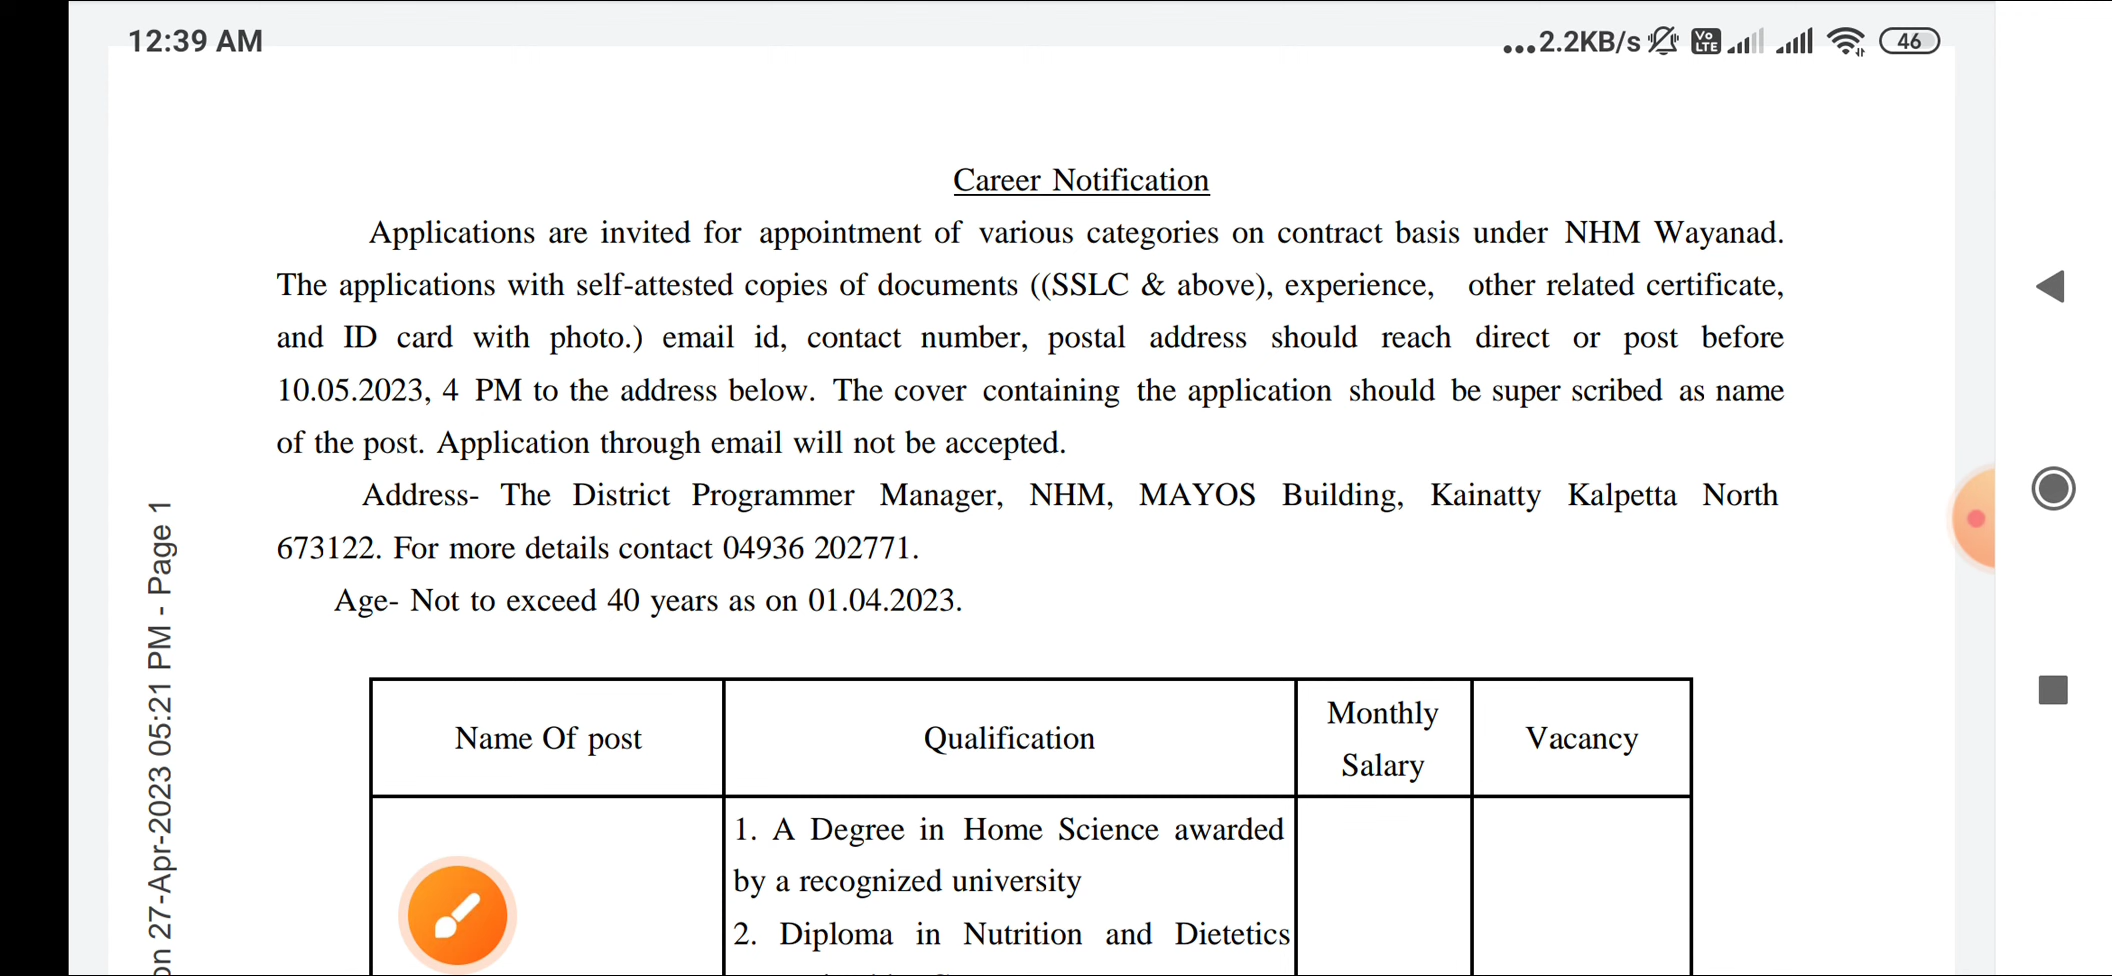 12:39 AM
...2.2KB/s
Vo LTE
46
Career Notification
Applications are invited for appointment of various categories on contract basis under NHM Wayanad.
The applications with self-attested copies of documents ((SSLC & above), experience, other related certificate,
and ID card with photo.) email id, contact number, postal address should reach direct or post before
10.05.2023, 4 PM to the address below. The cover containing the application should be super scribed as name
of the post. Application through email will not be accepted.
Address- The District Programmer Manager, NHM, MAYOS Building, Kainatty Kalpetta North
673122. For more details contact 04936 202771.
Age- Not to exceed 40 years as on 01.04.2023.
on 27-Apr-2023 05:21 PM - Page 1
Name Of post
Qualification
Monthly
Salary
Vacancy
1. A Degree in Home Science awarded
by a recognized university
2. Diploma in Nutrition and Dietetics